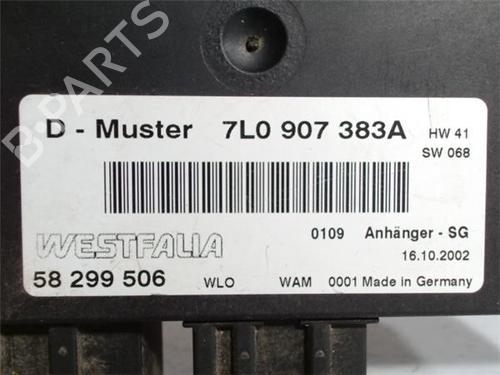 D - Muster 7L0 907 383A HW 41
SW 068
WESTFALIA 0109 Anhänger - SG
16.10.2002
58 299 506 WLO WAM 0001 Made in Germany
B-PARTS